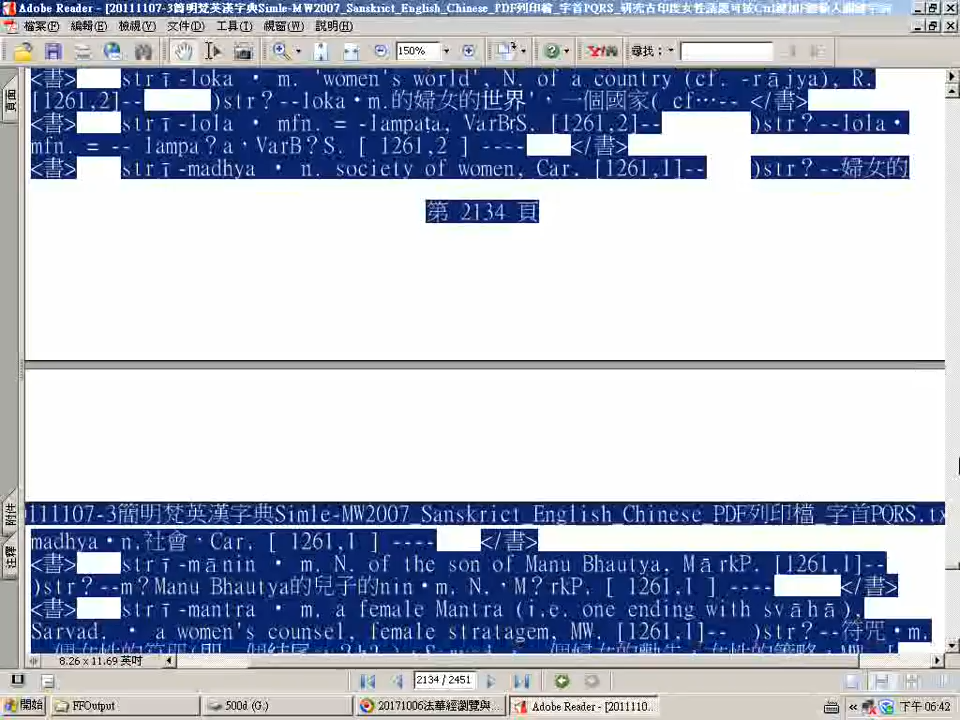 Adobe Reader - [20111107-3簡明梵英漢字典Simle-MW2007_Sanskrict_English_Chinese_PDF列印檔_字首PQRS_研究古印度女性議題可按Ctrl鍵加F鍵輸入關鍵字
檔案(F) 編輯(E) 檢視(V) 文件(D) 工具(T) 視窗(W) 說明(H)
150% 尋找:
頁面
<書> strī-loka · m. 'women's world', N. of a country (cf. -rājya), R.
[1261,2]-- )str？--loka·m.的婦女的世界'，一個國家( cf…-- </書>
<書> strī-lola · mfn. = -lampaṭa, VarBṛS. [1261,2]-- )str？--lola·
mfn. = -- lampa？a，VarB？S. [ 1261,2 ] ---- </書>
<書> strī-madhya · n. society of women, Car. [1261,1]-- )str？--婦女的
第 2134 頁
附件
註釋
111107-3簡明梵英漢字典Simle-MW2007_Sanskrict_English_Chinese_PDF列印檔_字首PQRS.tx
madhya·n.社會，Car. [ 1261,1 ] ---- </書>
<書> strī-mānin · m. N. of the son of Manu Bhautya, MārkP. [1261,1]--
)str？--m？Manu Bhautya的兒子的nin·m. N.，M？rkP. [ 1261,1 ] ---- </書>
<書> strī-mantra · m. a female Mantra (i.e. one ending with svāhā),
Sarvad. · a women's counsel, female stratagem, MW. [1261,1]-- )str？--符咒·m.
8.26 x 11.69 英吋
2134 / 2451
開始 FFOutput 500d (G:) 20171006法華經瀏覽與... Adobe Reader - [2011110... 下午 06:42